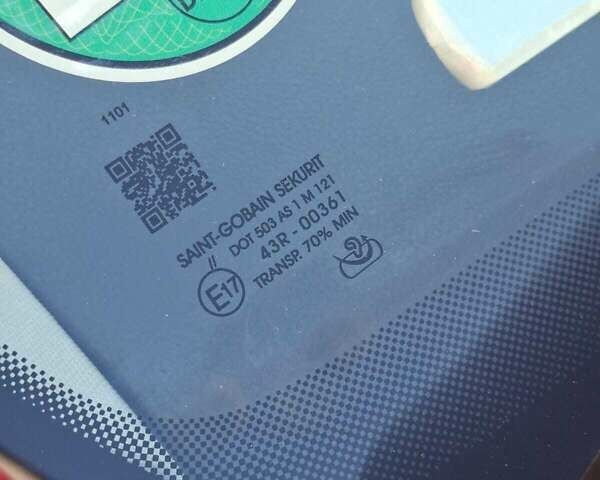 1101
SAINT-GOBAIN SEKURIT
DOT 503 AS 1 M 121
43R - 00361
TRANSP. 70% MIN
//
E17